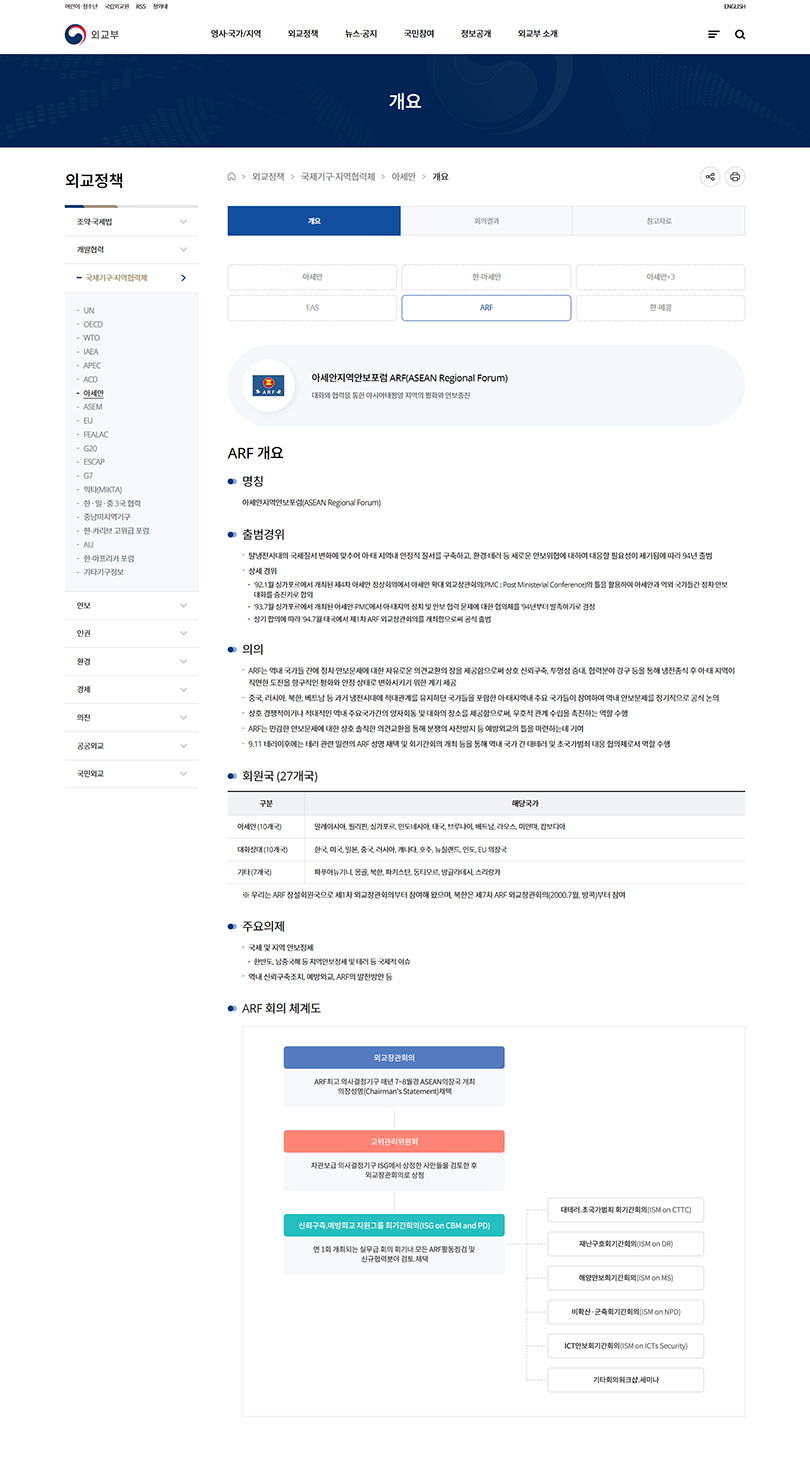 어린이·청소년 국립외교원 RSS 청와대
ENGLISH
외교부
영사·국가/지역 외교정책 뉴스·공지 국민참여 정보공개 외교부 소개
개요
외교정책
조약·국제법
개발협력
국제기구·지역협력체
- UN
- OECD
- WTO
- IAEA
- APEC
- ACD
- 아세안
- ASEM
- EU
- FEALAC
- G20
- ESCAP
- G7
- 믹타(MIKTA)
- 한·일·중 3국 협력
- 중남미지역기구
- 한-카리브 고위급 포럼
- AU
- 한-아프리카 포럼
- 기타기구정보
안보
인권
환경
경제
의전
공공외교
국민외교
> 외교정책 > 국제기구·지역협력체 > 아세안 > 개요
개요 회의결과 참고자료
아세안 한-아세안 아세안+3
EAS ARF 한-메콩
ARF
아세안지역안보포럼 ARF(ASEAN Regional Forum)
대화와 협력을 통한 아시아태평양 지역의 평화와 안보증진
ARF 개요
명칭
아세안지역안보포럼(ASEAN Regional Forum)
출범경위
- 탈냉전시대의 국제질서 변화에 맞추어 아·태 지역내 안정적 질서를 구축하고, 환경·테러 등 새로운 안보위협에 대하여 대응할 필요성이 제기됨에 따라 94년 출범
- 상세 경위
• '92.1월 싱가포르에서 개최된 제4차 아세안 정상회의에서 아세안 확대 외교장관회의(PMC : Post Ministerial Conference)의 틀을 활용하여 아세안과 역외 국가들간 정치·안보
대화를 증진키로 합의
• '93.7월 싱가포르에서 개최된 아세안-PMC에서 아·태지역 정치 및 안보 협력 문제에 대한 협의체를 '94년부터 발족하기로 결정
• 상기 합의에 따라 '94.7월 태국에서 제1차 ARF 외교장관회의를 개최함으로써 공식 출범
의의
- ARF는 역내 국가들 간에 정치·안보문제에 대한 자유로운 의견교환의 장을 제공함으로써 상호 신뢰구축, 투명성 증대, 협력분야 강구 등을 통해 냉전종식 후 아·태 지역이
직면한 도전을 항구적인 평화와 안정 상태로 변화시키기 위한 계기 제공
- 중국, 러시아, 북한, 베트남 등 과거 냉전시대에 적대관계를 유지하던 국가들을 포함한 아·태지역내 주요 국가들이 참여하여 역내 안보문제를 정기적으로 공식 논의
- 상호 경쟁적이거나 적대적인 역내 주요국가간의 양자회동 및 대화의 장소를 제공함으로써, 우호적 관계 수립을 촉진하는 역할 수행
- ARF는 민감한 안보문제에 대한 상호 솔직한 의견교환을 통해 분쟁의 사전방지 등 예방외교의 틀을 마련하는데 기여
- 9.11 테러이후에는 테러 관련 일련의 ARF 성명 채택 및 회기간회의 개최 등을 통해 역내 국가 간 대테러 및 초국가범죄 대응 협의체로서 역할 수행
회원국 (27개국)
구분 해당국가
아세안 (10개국) 말레이시아, 필리핀, 싱가포르, 인도네시아, 태국, 브루나이, 베트남, 라오스, 미얀마, 캄보디아
대화상대 (10개국) 한국, 미국, 일본, 중국, 러시아, 캐나다, 호주, 뉴질랜드, 인도, EU 의장국
기타 (7개국) 파푸아뉴기니, 몽골, 북한, 파키스탄, 동티모르, 방글라데시, 스리랑카
※ 우리는 ARF 창설회원국으로 제1차 외교장관회의부터 참여해 왔으며, 북한은 제7차 ARF 외교장관회의(2000.7월, 방콕)부터 참여
주요의제
- 국제 및 지역 안보정세
• 한반도, 남중국해 등 지역안보정세 및 테러 등 국제적 이슈
- 역내 신뢰구축조치, 예방외교, ARF의 발전방안 등
ARF 회의 체계도
외교장관회의
ARF최고 의사결정기구 매년 7~8월경 ASEAN의장국 개최
의장성명(Chairman's Statement)채택
고위관리위원회
차관보급 의사결정기구 ISG에서 상정한 사안들을 검토한 후
외교장관회의로 상정
신뢰구축,예방외교 지원그룹 회기간회의(ISG on CBM and PD)
연 1회 개최되는 실무급 회의 회기내 모든 ARF활동점검 및
신규협력분야 검토.채택
대테러.초국가범죄 회기간회의(ISM on CTTC)
재난구호회기간회의(ISM on DR)
해양안보회기간회의(ISM on MS)
비확산·군축회기간회의(ISM on NPD)
ICT안보회기간회의(ISM on ICTs Security)
기타회의워크샵.세미나